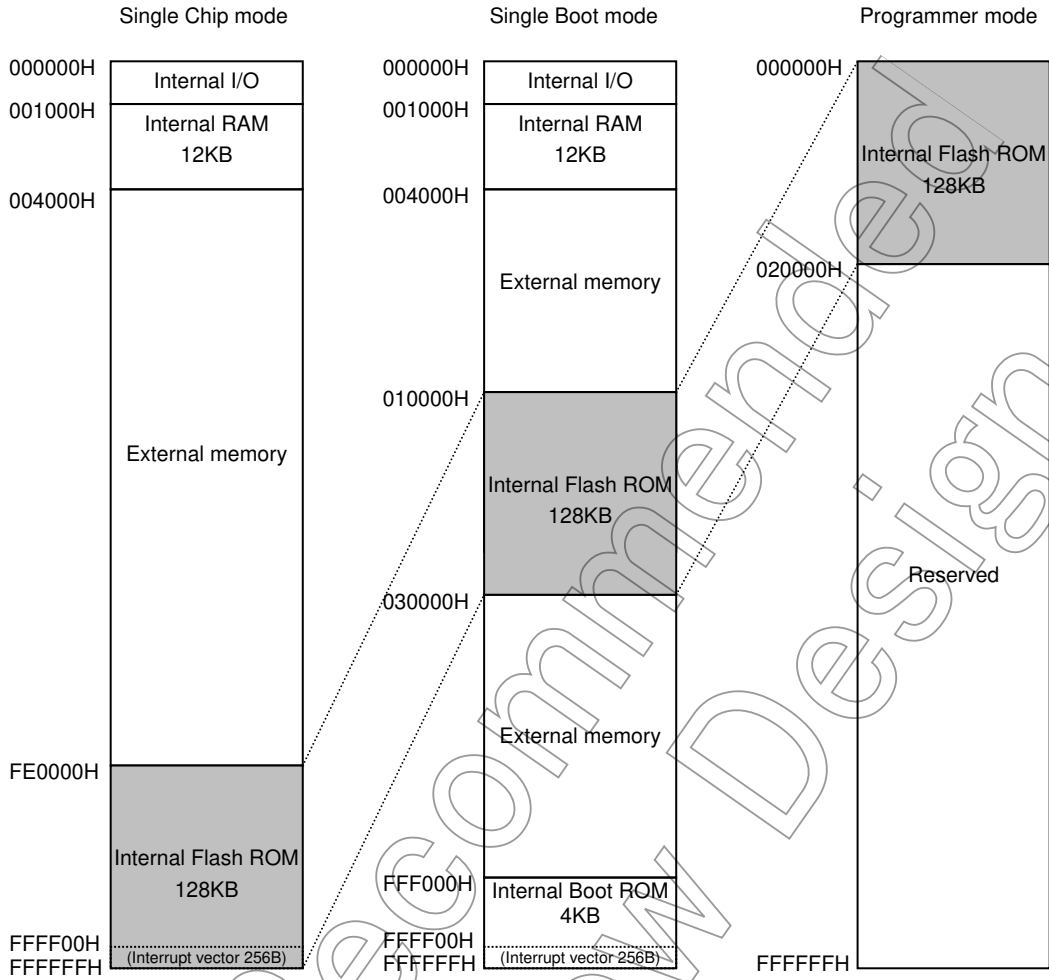 Single Chip mode
000000H
Internal I/O
001000H
Internal RAM
12KB
004000H
External memory
FE0000H
Internal Flash ROM
128KB
FFFF00H
(Interrupt vector 256B)
FFFFFFH
Single Boot mode
000000H
Internal I/O
001000H
Internal RAM
12KB
004000H
External memory
010000H
Internal Flash ROM
128KB
030000H
External memory
FFF000H
Internal Boot ROM
4KB
FFFF00H
(Interrupt vector 256B)
FFFFFFH
Programmer mode
000000H
Internal Flash ROM
128KB
020000H
Reserved
FFFFFFH
ecommended
w Design